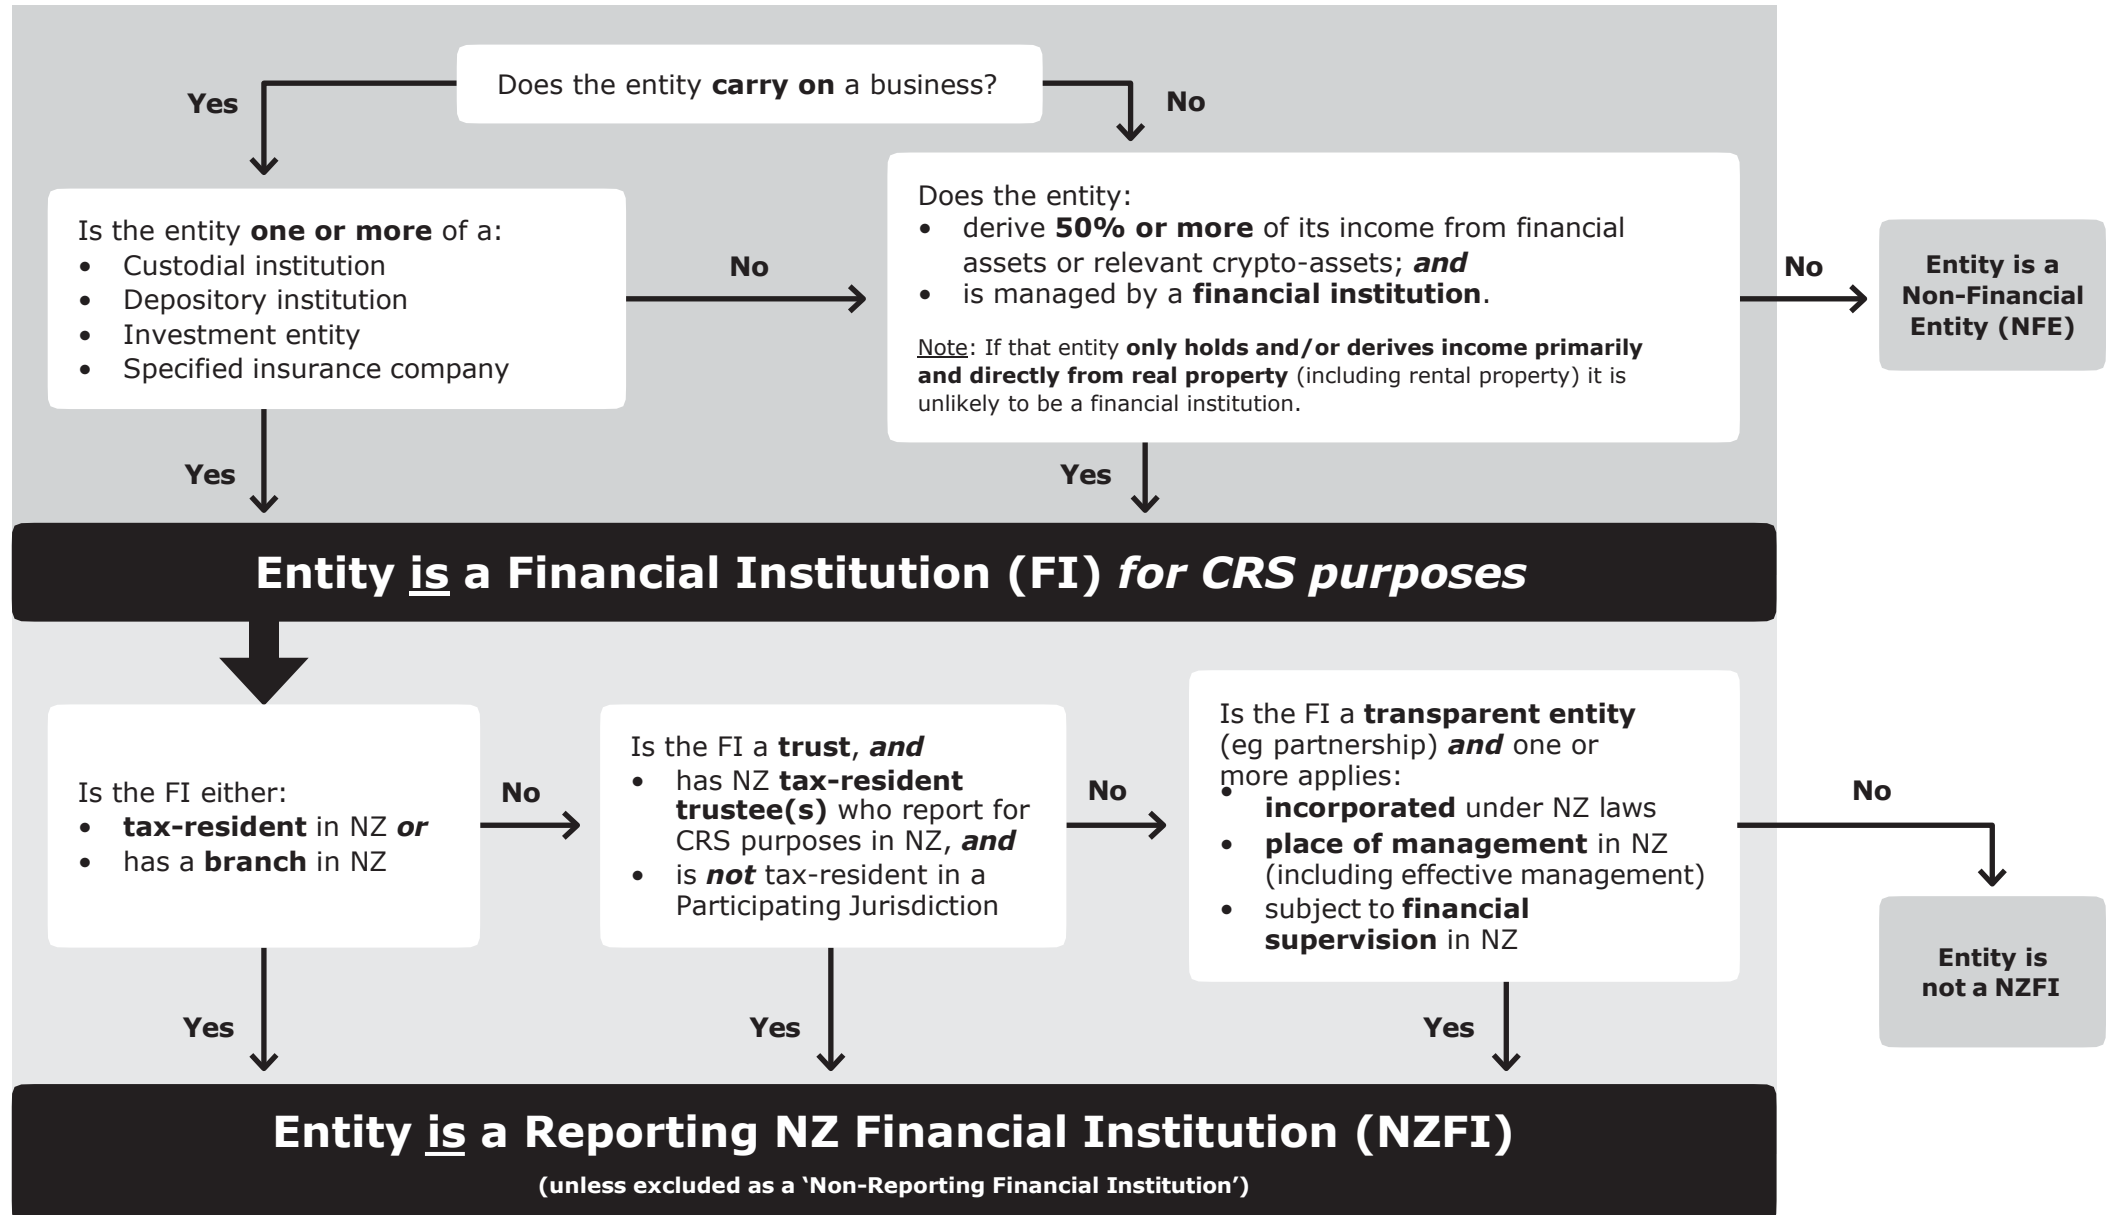 Does the entity carry on a business?
Yes
No
Is the entity one or more of a:
• Custodial institution
• Depository institution
• Investment entity
• Specified insurance company
No
Does the entity:
• derive 50% or more of its income from financial
assets or relevant crypto-assets; and
• is managed by a financial institution.
Note: If that entity only holds and/or derives income primarily
and directly from real property (including rental property) it is
unlikely to be a financial institution.
No
Entity is a
Non-Financial
Entity (NFE)
Yes
Yes
Entity is a Financial Institution (FI) for CRS purposes
Is the FI either:
• tax-resident in NZ or
• has a branch in NZ
No
Is the FI a trust, and
• has NZ tax-resident
trustee(s) who report for
CRS purposes in NZ, and
• is not tax-resident in a
Participating Jurisdiction
No
Is the FI a transparent entity
(eg partnership) and one or
more applies:
• incorporated under NZ laws
• place of management in NZ
(including effective management)
• subject to financial
supervision in NZ
No
Entity is
not a NZFI
Yes
Yes
Yes
Entity is a Reporting NZ Financial Institution (NZFI)
(unless excluded as a ‘Non-Reporting Financial Institution’)